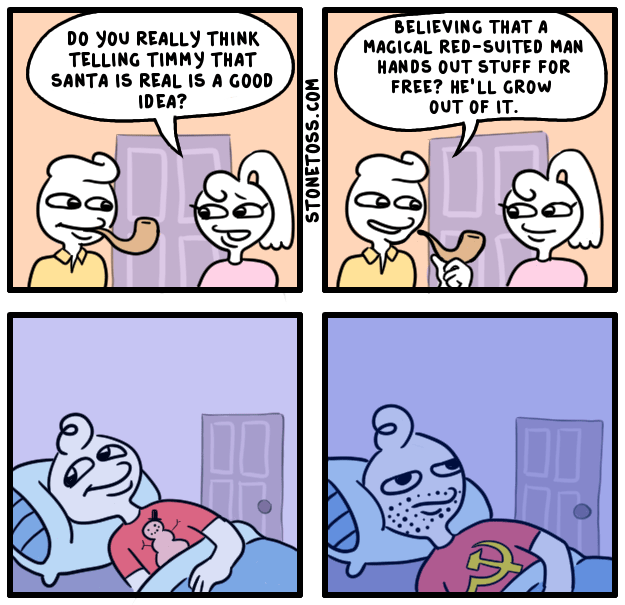 DO YOU REALLY THINK
TELLING TIMMY THAT
SANTA IS REAL IS A GOOD
IDEA?
BELIEVING THAT A
MAGICAL RED-SUITED MAN
HANDS OUT STUFF FOR
FREE? HE'LL GROW
OUT OF IT.
STONETOSS.COM